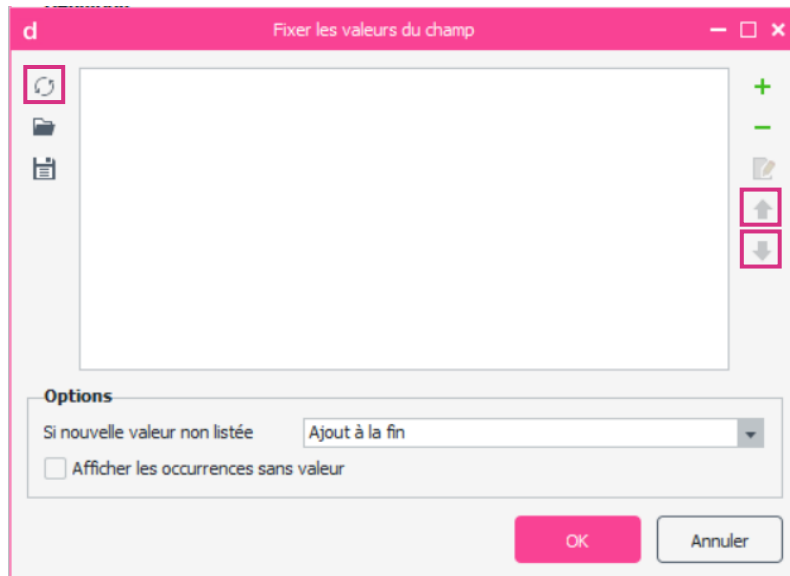 d
Fixer les valeurs du champ
Options
Si nouvelle valeur non listée
Ajout à la fin
Afficher les occurrences sans valeur
OK
Annuler